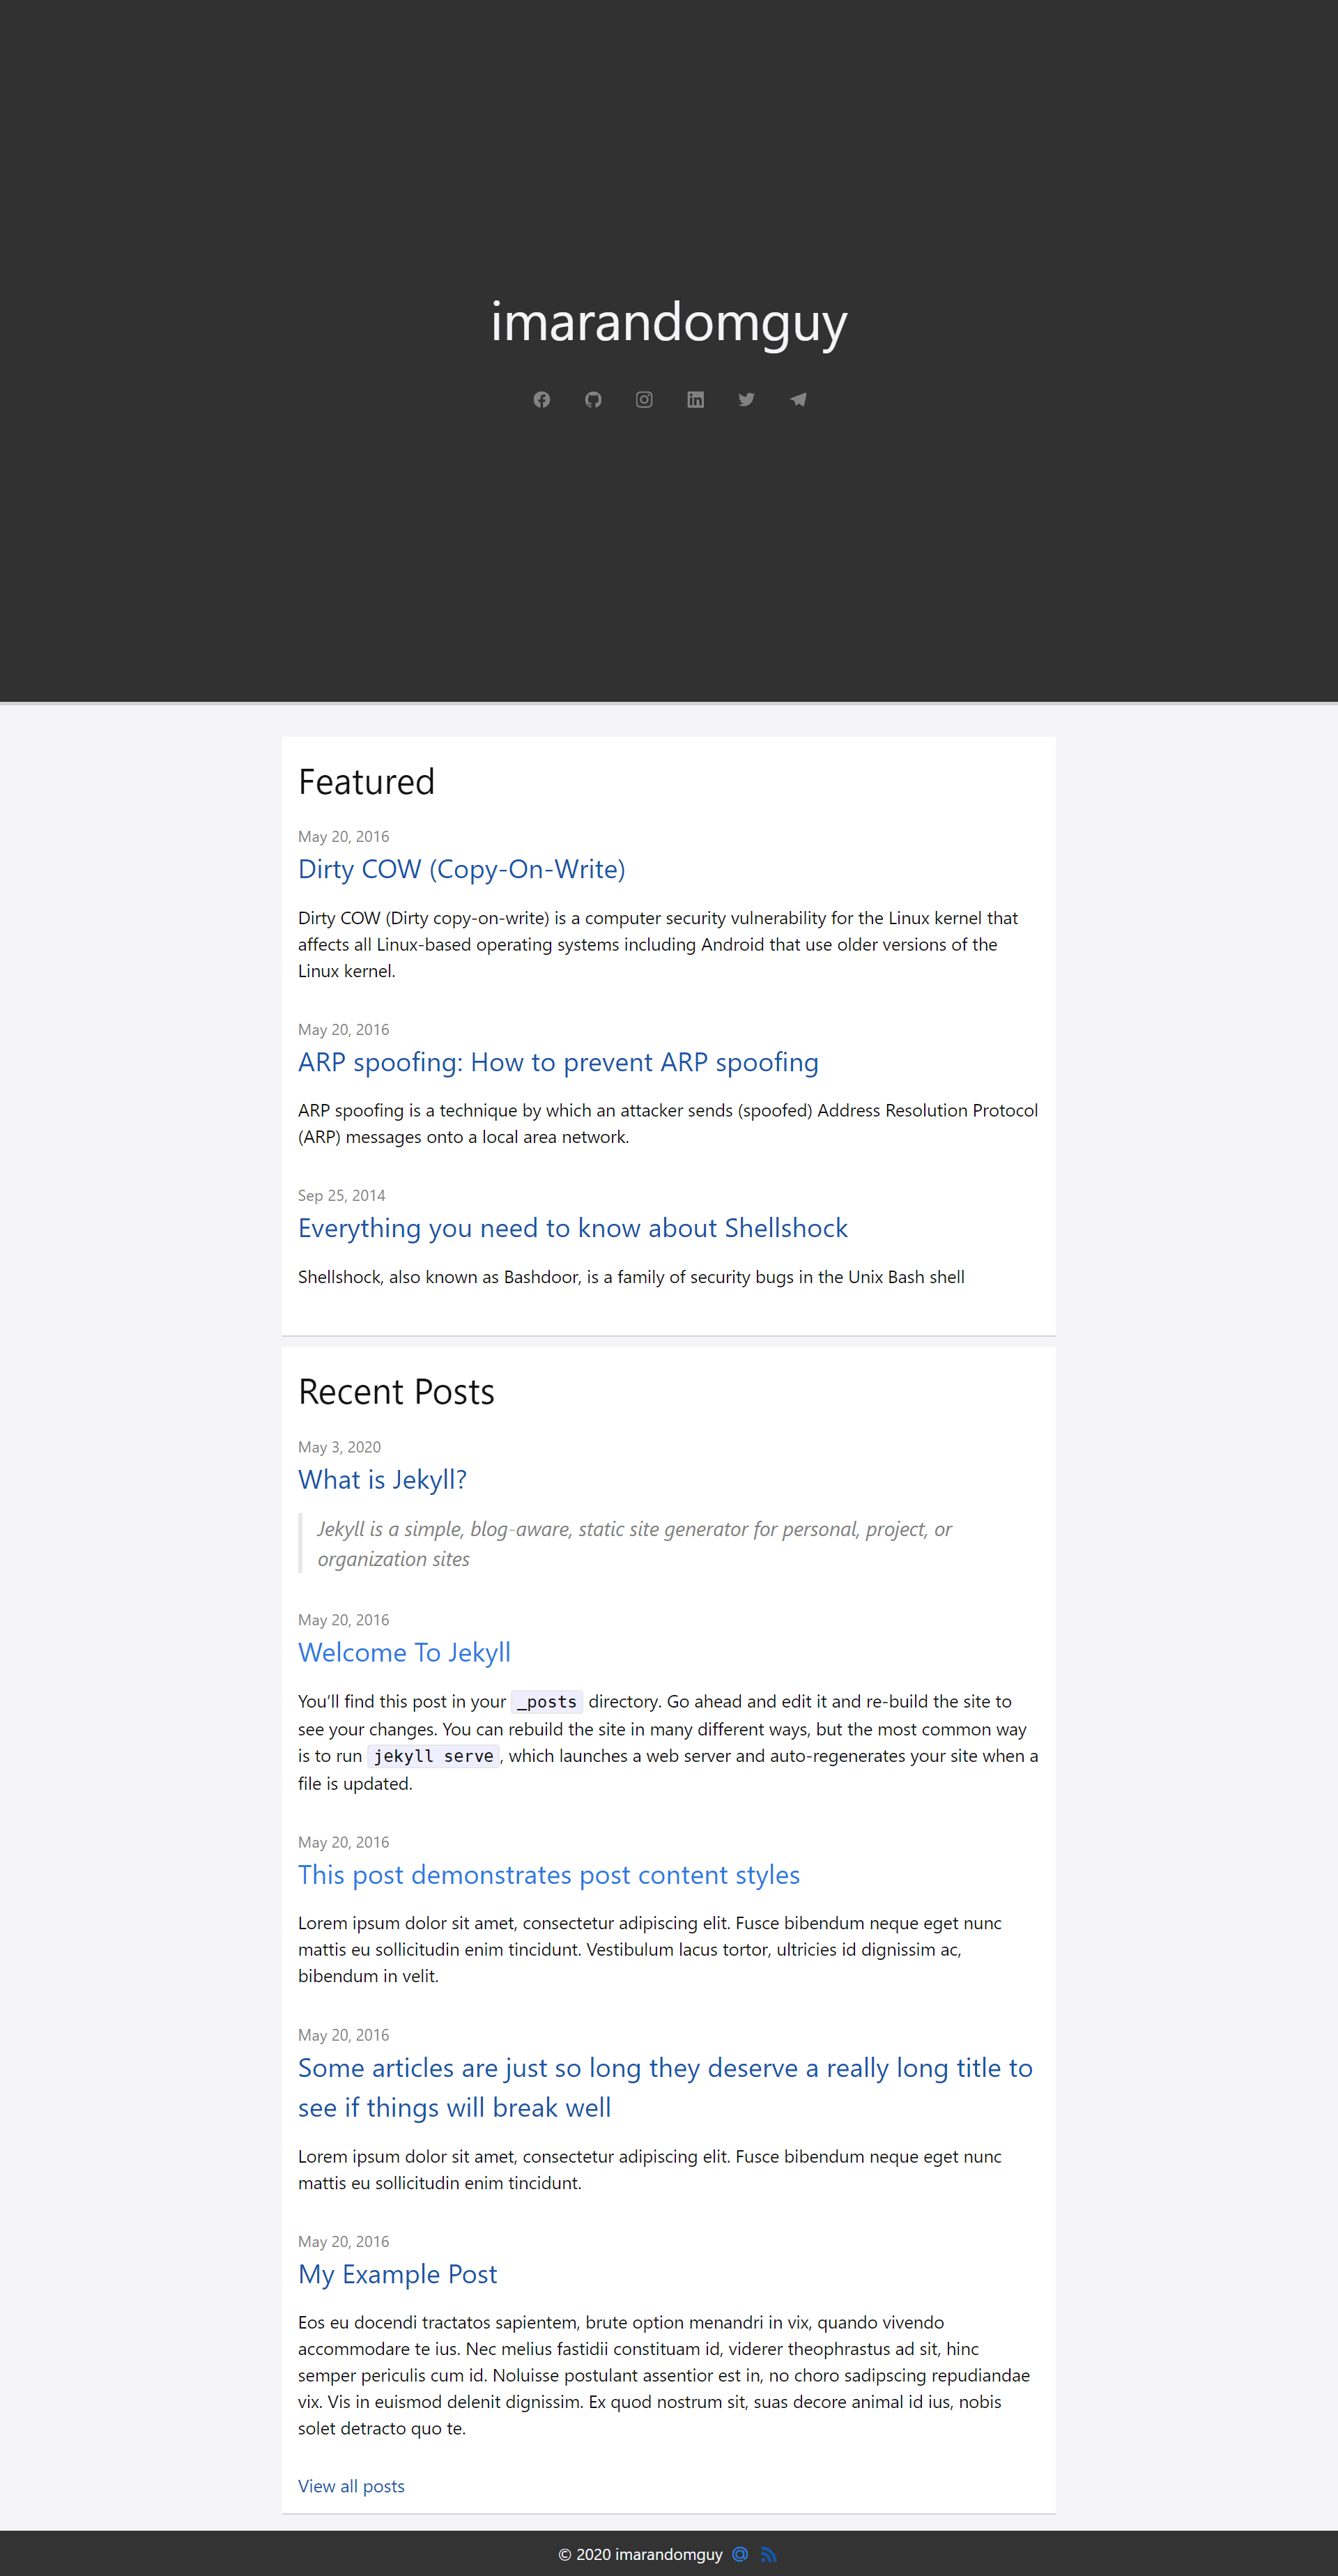 imarandomguy
Featured
May 20, 2016
Dirty COW (Copy-On-Write)
Dirty COW (Dirty copy-on-write) is a computer security vulnerability for the Linux kernel that
affects all Linux-based operating systems including Android that use older versions of the
Linux kernel.
May 20, 2016
ARP spoofing: How to prevent ARP spoofing
ARP spoofing is a technique by which an attacker sends (spoofed) Address Resolution Protocol
(ARP) messages onto a local area network.
Sep 25, 2014
Everything you need to know about Shellshock
Shellshock, also known as Bashdoor, is a family of security bugs in the Unix Bash shell
Recent Posts
May 3, 2020
What is Jekyll?
Jekyll is a simple, blog-aware, static site generator for personal, project, or
organization sites
May 20, 2016
Welcome To Jekyll
You’ll find this post in your _posts directory. Go ahead and edit it and re-build the site to
see your changes. You can rebuild the site in many different ways, but the most common way
is to run jekyll serve, which launches a web server and auto-regenerates your site when a
file is updated.
May 20, 2016
This post demonstrates post content styles
Lorem ipsum dolor sit amet, consectetur adipiscing elit. Fusce bibendum neque eget nunc
mattis eu sollicitudin enim tincidunt. Vestibulum lacus tortor, ultricies id dignissim ac,
bibendum in velit.
May 20, 2016
Some articles are just so long they deserve a really long title to
see if things will break well
Lorem ipsum dolor sit amet, consectetur adipiscing elit. Fusce bibendum neque eget nunc
mattis eu sollicitudin enim tincidunt.
May 20, 2016
My Example Post
Eos eu docendi tractatos sapientem, brute option menandri in vix, quando vivendo
accommodare te ius. Nec melius fastidii constituam id, viderer theophrastus ad sit, hinc
semper periculis cum id. Noluisse postulant assentior est in, no choro sadipscing repudiandae
vix. Vis in euismod delenit dignissim. Ex quod nostrum sit, suas decore animal id ius, nobis
solet detracto quo te.
View all posts
© 2020 imarandomguy